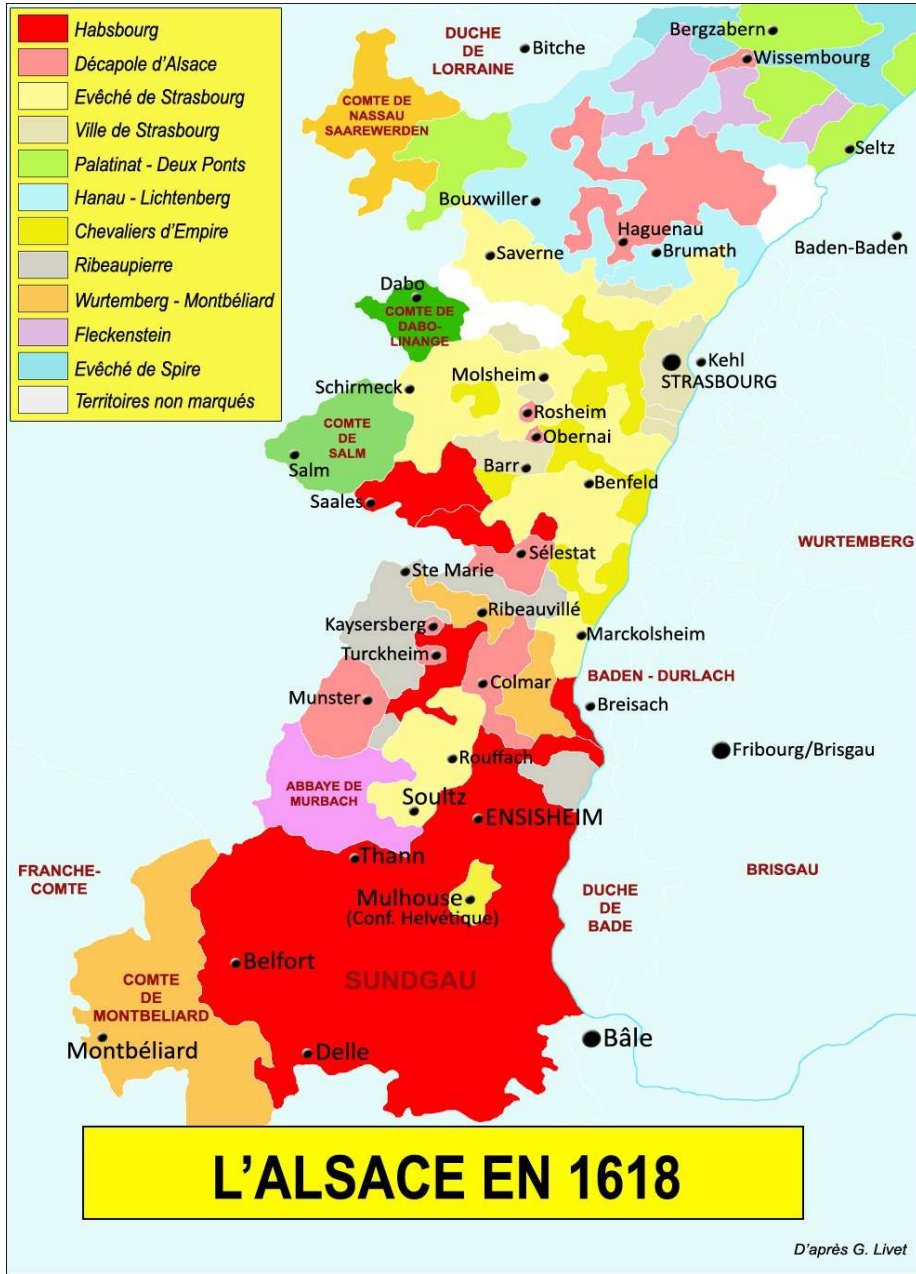 Habsbourg
Décapole d'Alsace
Evêché de Strasbourg
Ville de Strasbourg
Palatinat - Deux Ponts
Hanau - Lichtenberg
Chevaliers d'Empire
Ribeaupierre
Wurtemberg - Montbéliard
Fleckenstein
Evêché de Spire
Territoires non marqués
DUCHE
DE
LORRAINE
Bitche
Bergzabern
Wissembourg
COMTE DE
NASSAU
SAAREWERDEN
Seltz
Bouxwiller
Haguenau
Brumath
Baden-Baden
Saverne
Dabo
COMTE DE
DABO-
LINANGE
Kehl
STRASBOURG
Molsheim
Schirmeck
Rosheim
Obernai
COMTE
DE
SALM
Salm
Barr
Benfeld
Saales
WURTEMBERG
Sélestat
Ste Marie
Ribeauvillé
Kaysersberg
Marckolsheim
Turckheim
BADEN - DURLACH
Colmar
Munster
Breisach
Fribourg/Brisgau
Rouffach
ABBAYE DE
MURBACH
Soultz
ENSISHEIM
Thann
FRANCHE-
COMTE
BRISGAU
Mulhouse
(Conf. Helvétique)
DUCHE
DE
BADE
Belfort
SUNDGAU
COMTE
DE
MONTBELIARD
Montbéliard
Delle
Bâle
L'ALSACE EN 1618
D'après G. Livet